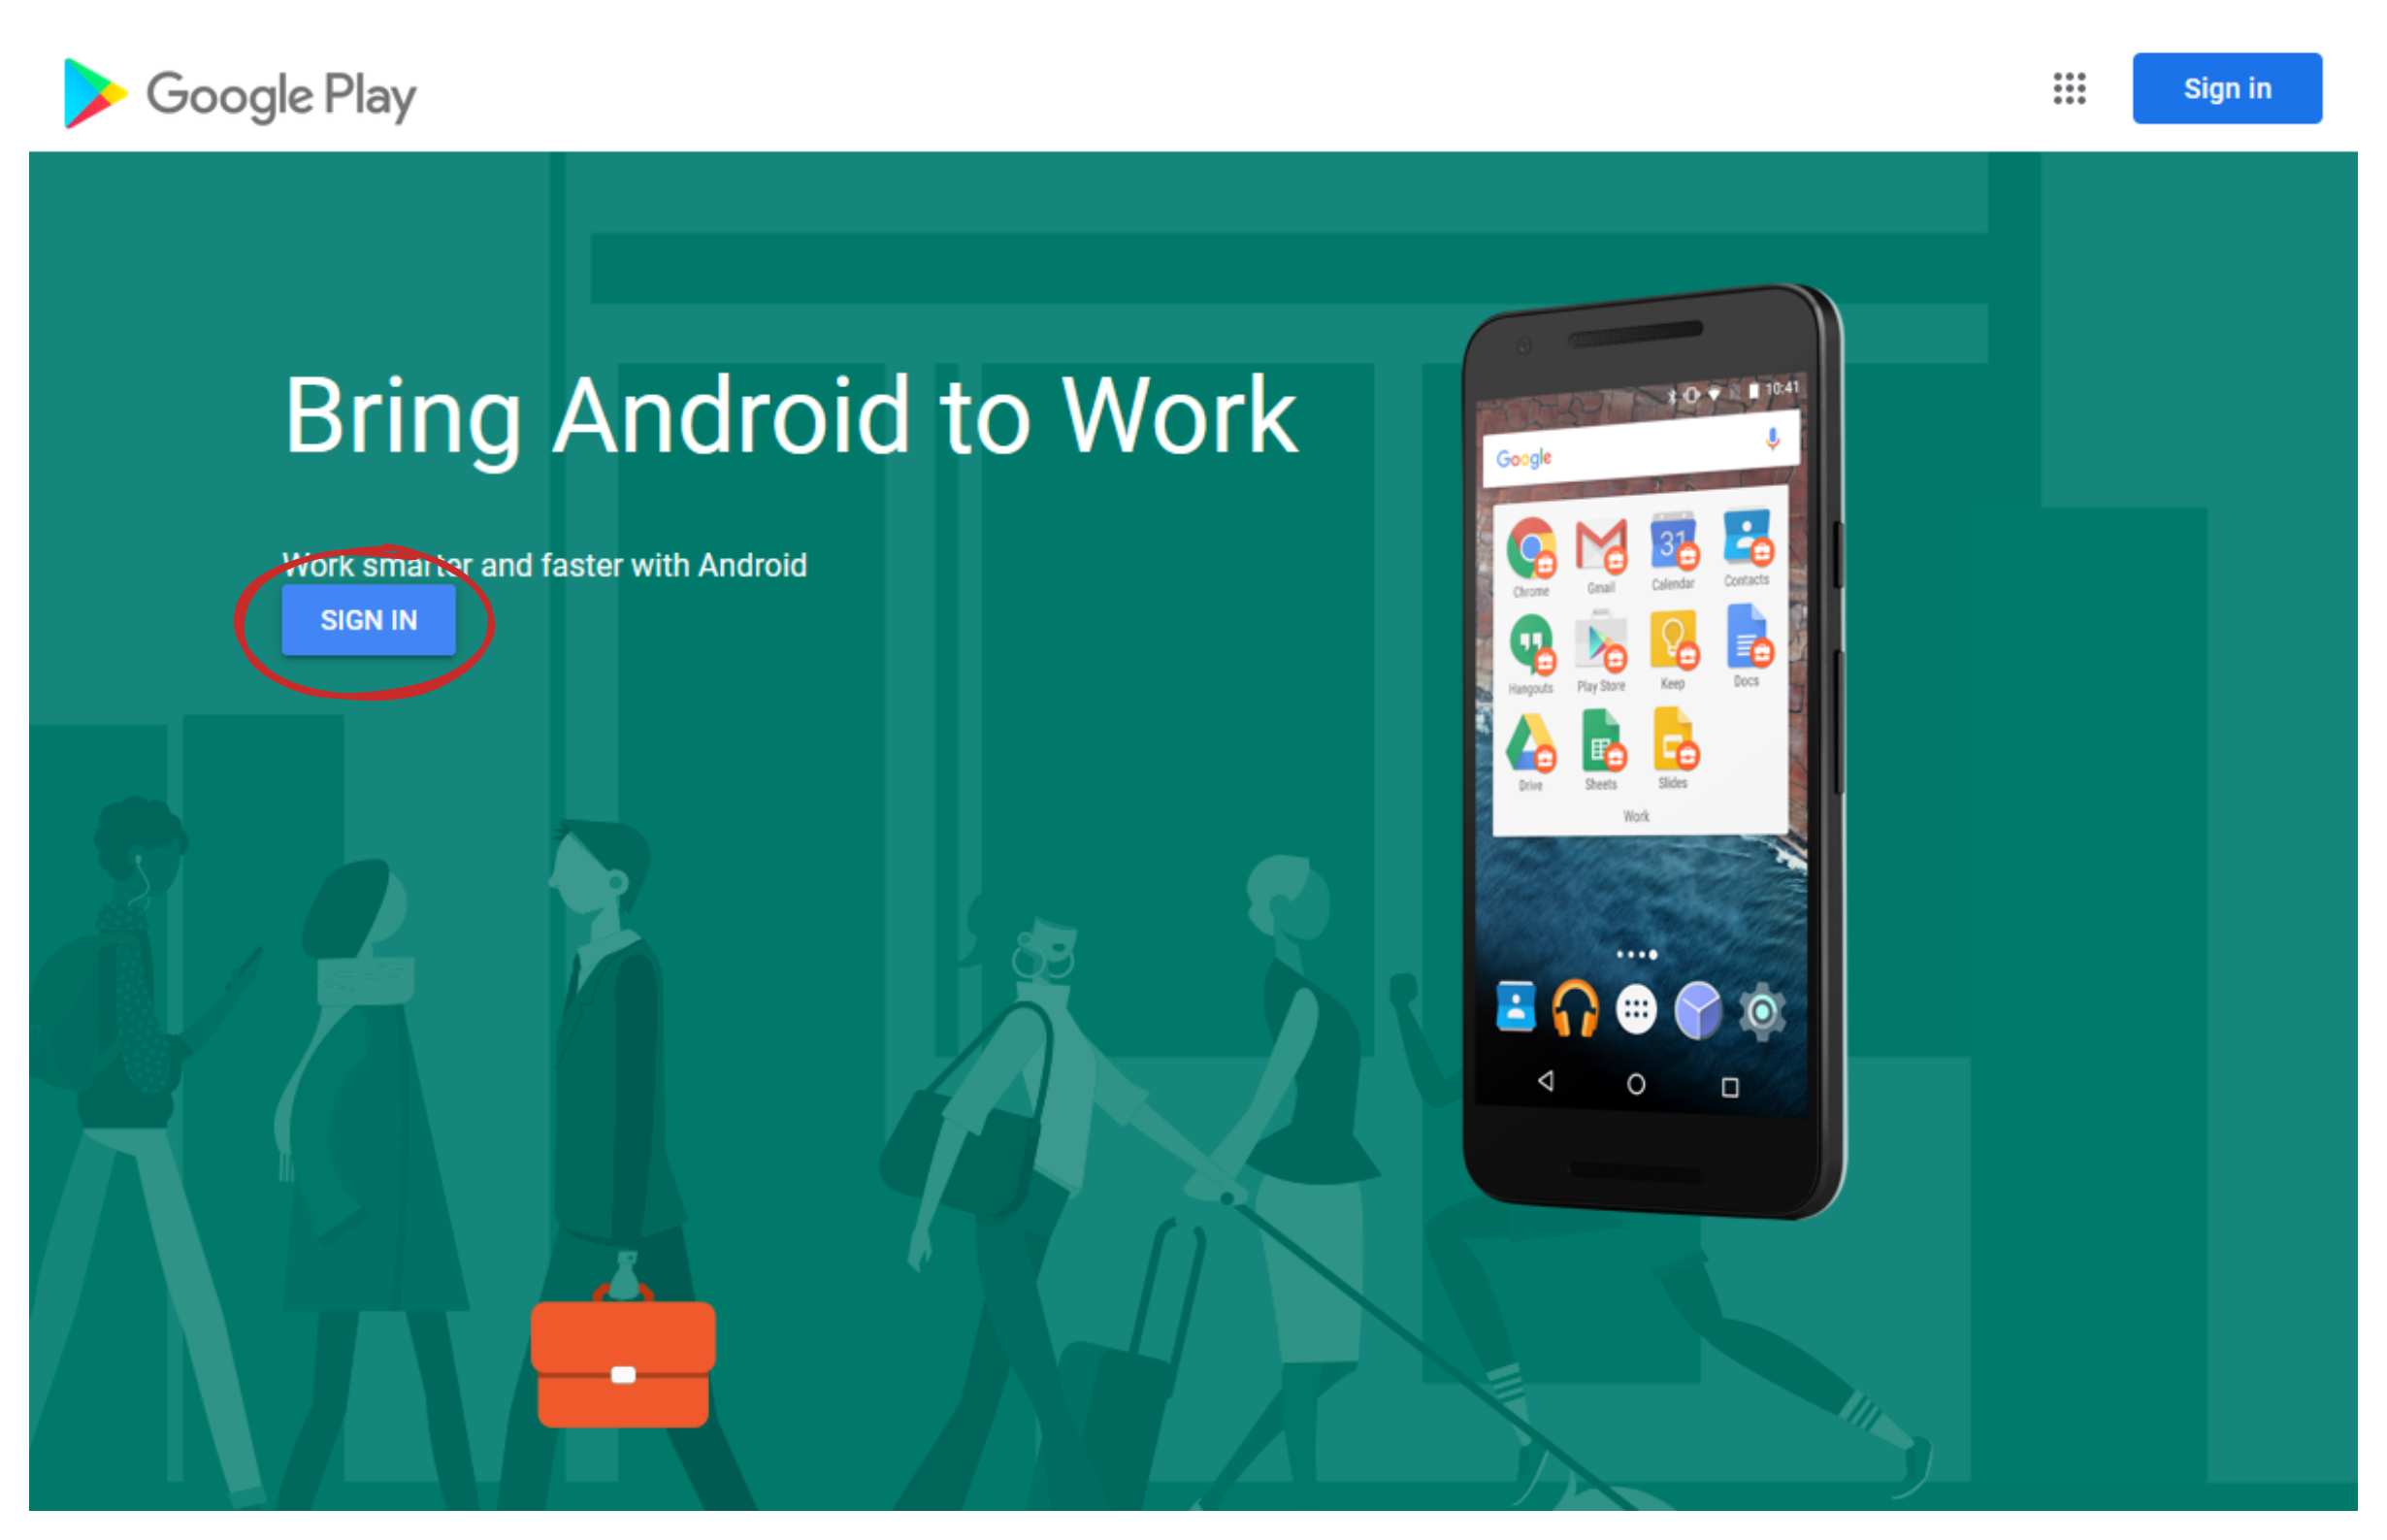 Google Play
Sign in
Bring Android to Work
Work smarter and faster with Android
SIGN IN
10:41
Google
31
Chrome Gmail Calendar Contacts
Hangouts Play Store Keep Docs
Drive Sheets Slides
Work